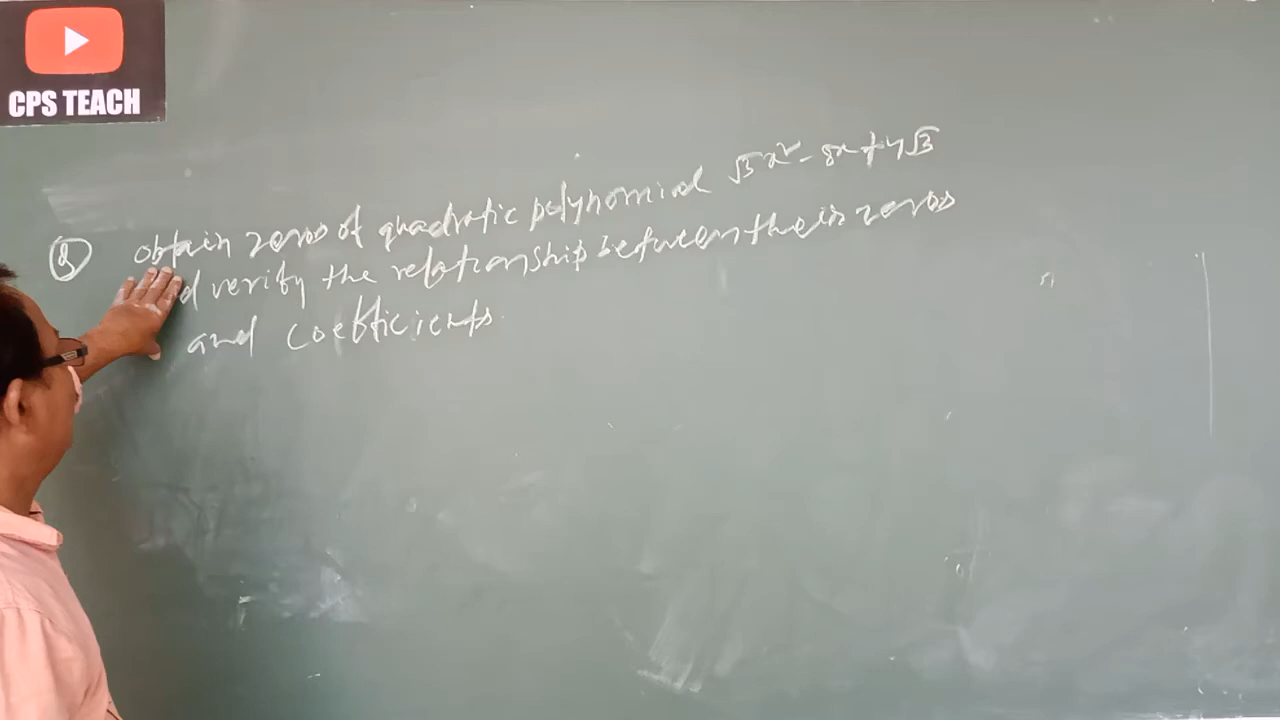 CPS TEACH
Q obtain zeros of quadratic polynomial √3x² - 8x + 4√3
d verify the relationship between their zeros
and coefficients.